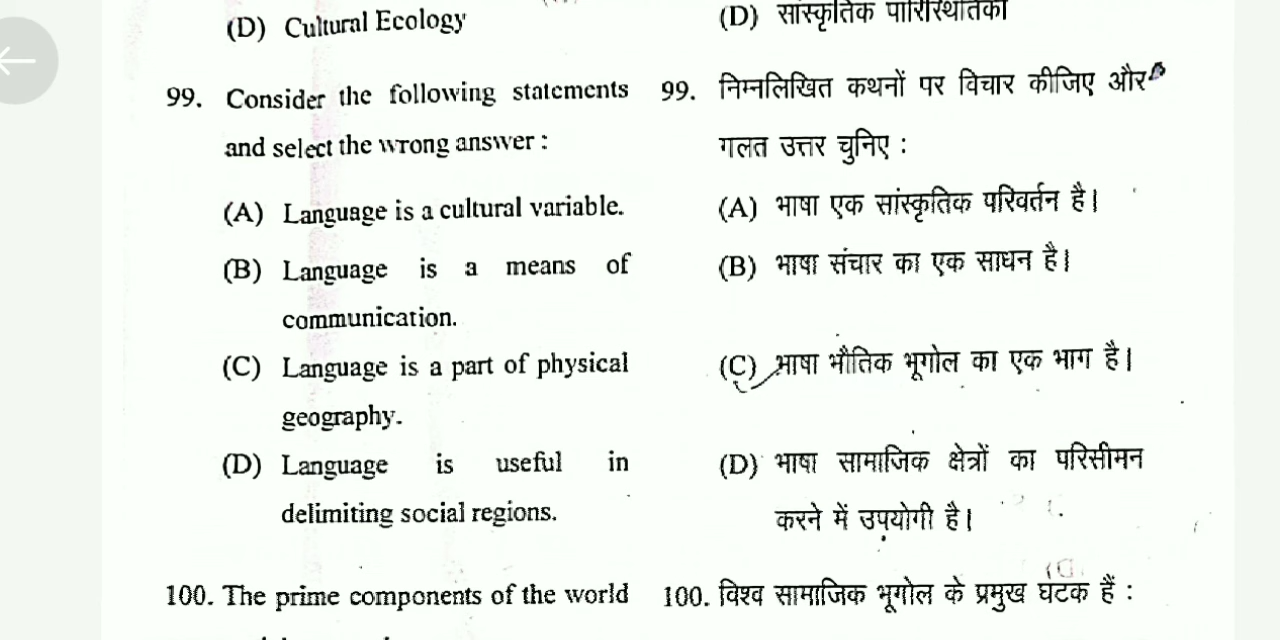 (D) Cultural Ecology
99. Consider the following statements
and select the wrong answer :
(A) Language is a cultural variable.
(B) Language is a means of
communication.
(C) Language is a part of physical
geography.
(D) Language is useful in
delimiting social regions.
100. The prime components of the world
(D) सांस्कृतिक पारिस्थितिकी
99. निम्नलिखित कथनों पर विचार कीजिए और
गलत उत्तर चुनिए :
(A) भाषा एक सांस्कृतिक परिवर्तन है।
(B) भाषा संचार का एक साधन है।
(C) भाषा भौतिक भूगोल का एक भाग है।
(D) भाषा सामाजिक क्षेत्रों का परिसीमन
करने में उपयोगी है।
100. विश्व सामाजिक भूगोल के प्रमुख घटक हैं :